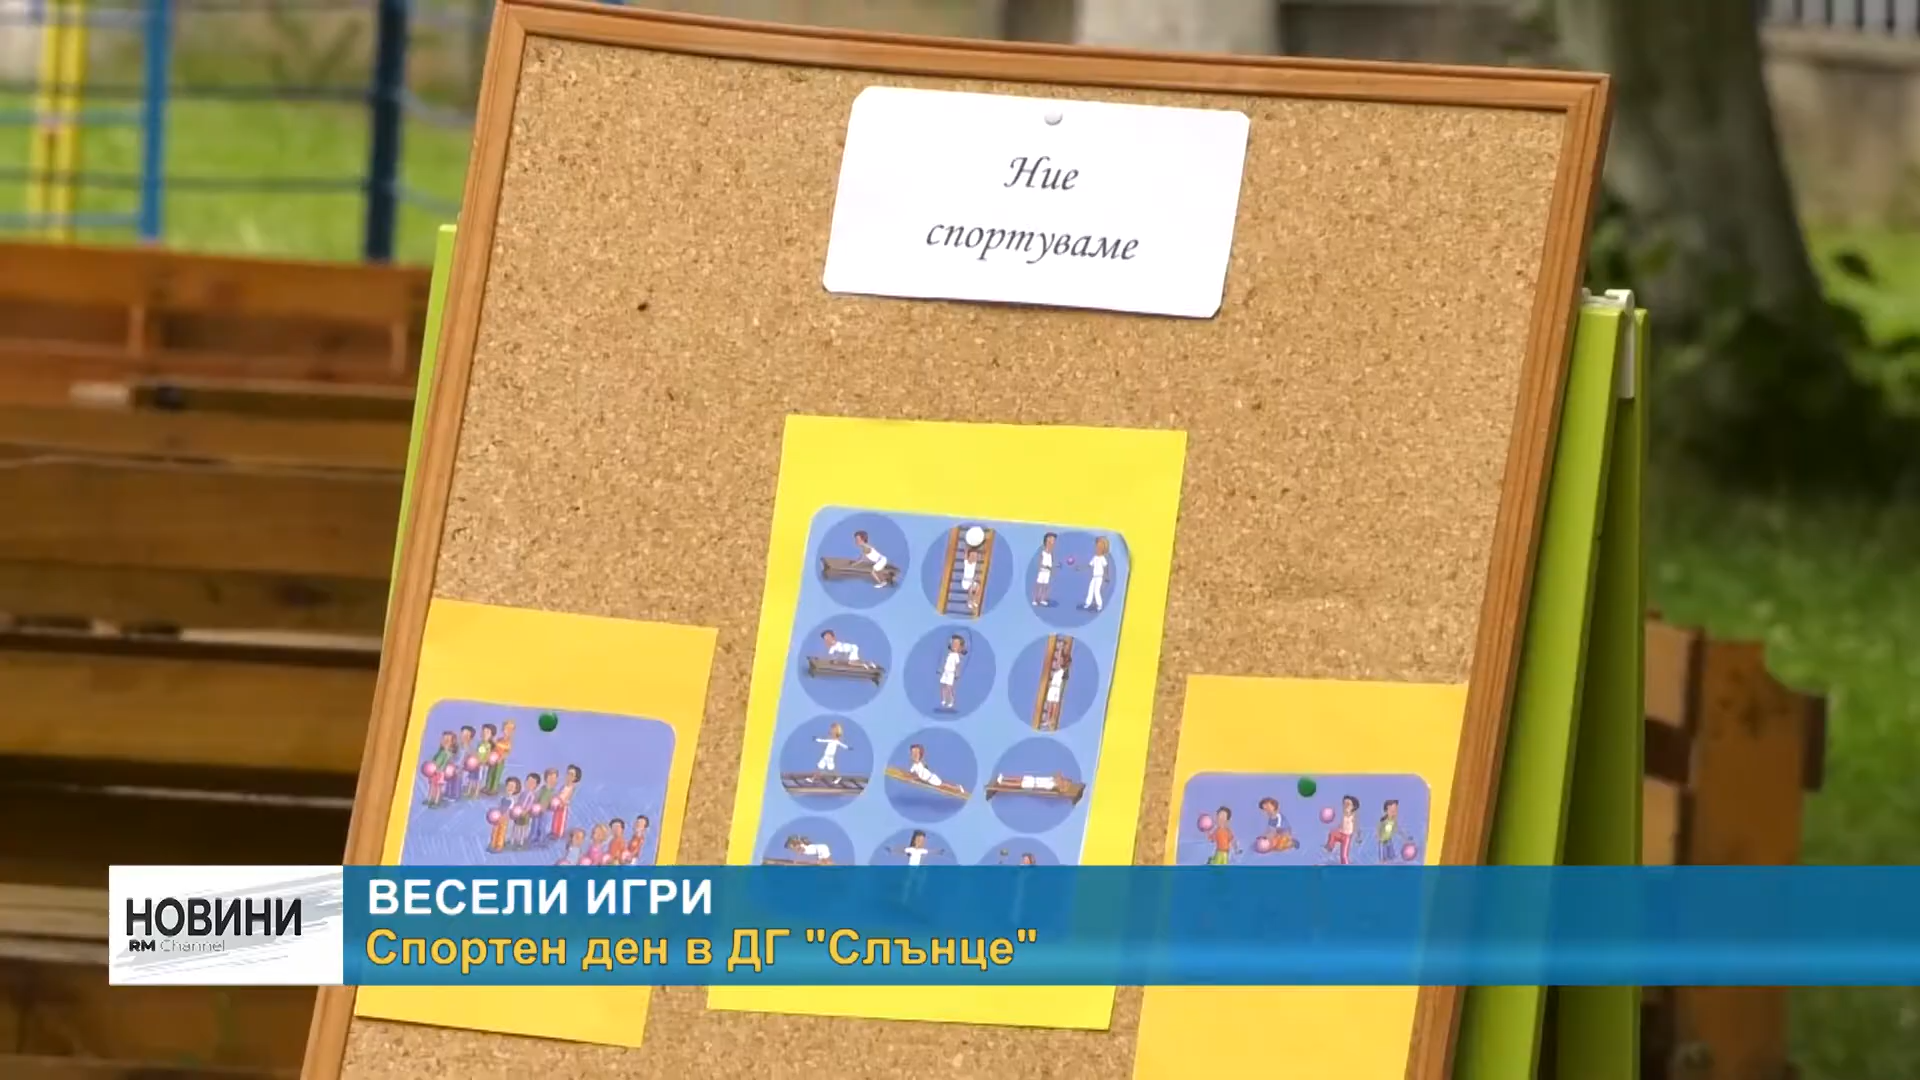 Ние
спортуваме
НОВИНИ
RM Channel
ВЕСЕЛИ ИГРИ
Спортен ден в ДГ "Слънце"